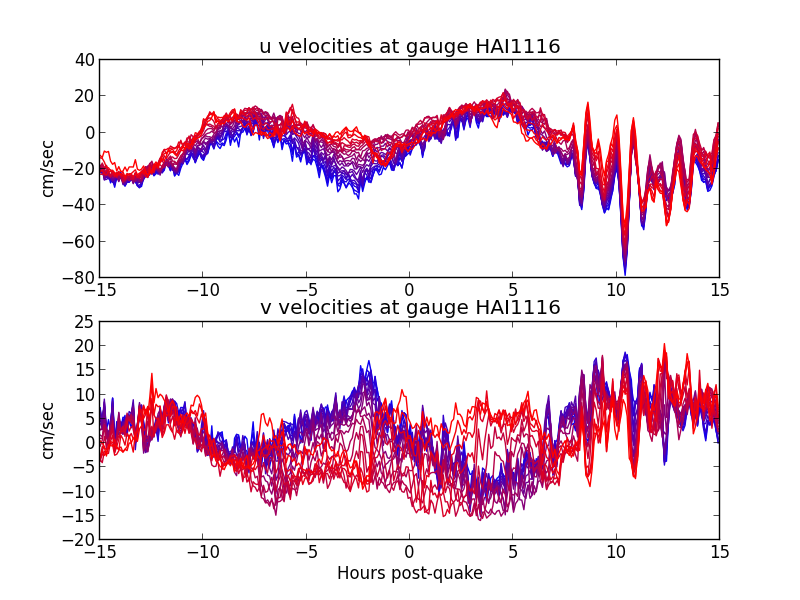 u velocities at gauge HAI1116
40
20
0
−20
−40
−60
−80
cm/sec
−15 −10 −5 0 5 10 15
v velocities at gauge HAI1116
25
20
15
10
5
0
−5
−10
−15
−20
cm/sec
−15 −10 −5 0 5 10 15
Hours post-quake